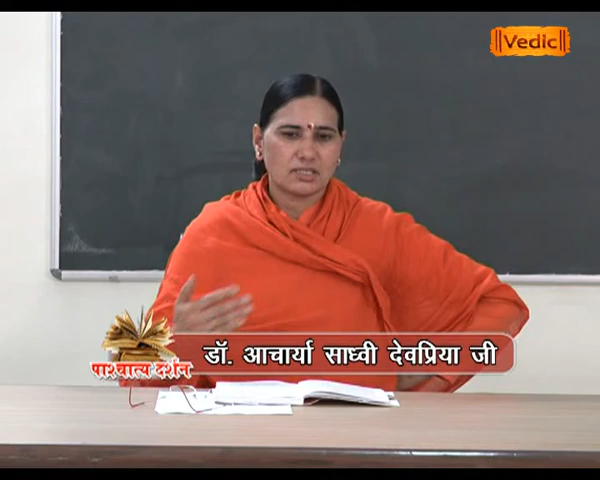 ||Vedic||
डॉ. आचार्या साध्वी देवप्रिया जी
पाश्चात्य दर्शन